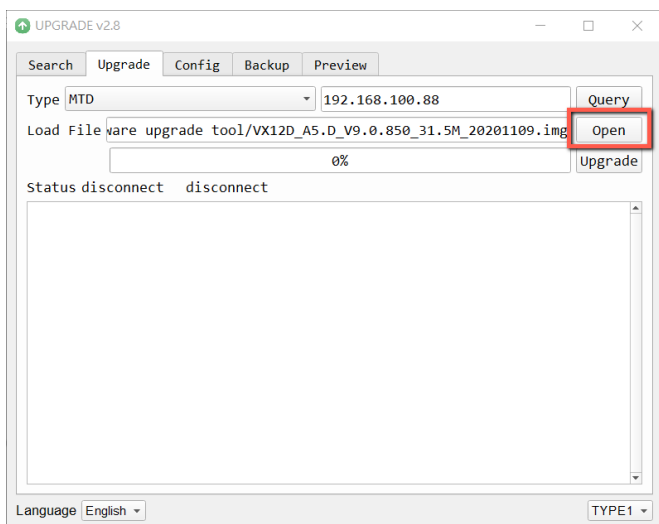 UPGRADE v2.8
Search Upgrade Config Backup Preview
Type MTD 192.168.100.88 Query
Load File ware upgrade tool/VX12D_A5.D_V9.0.850_31.5M_20201109.img Open
0% Upgrade
Status disconnect disconnect
Language English TYPE1